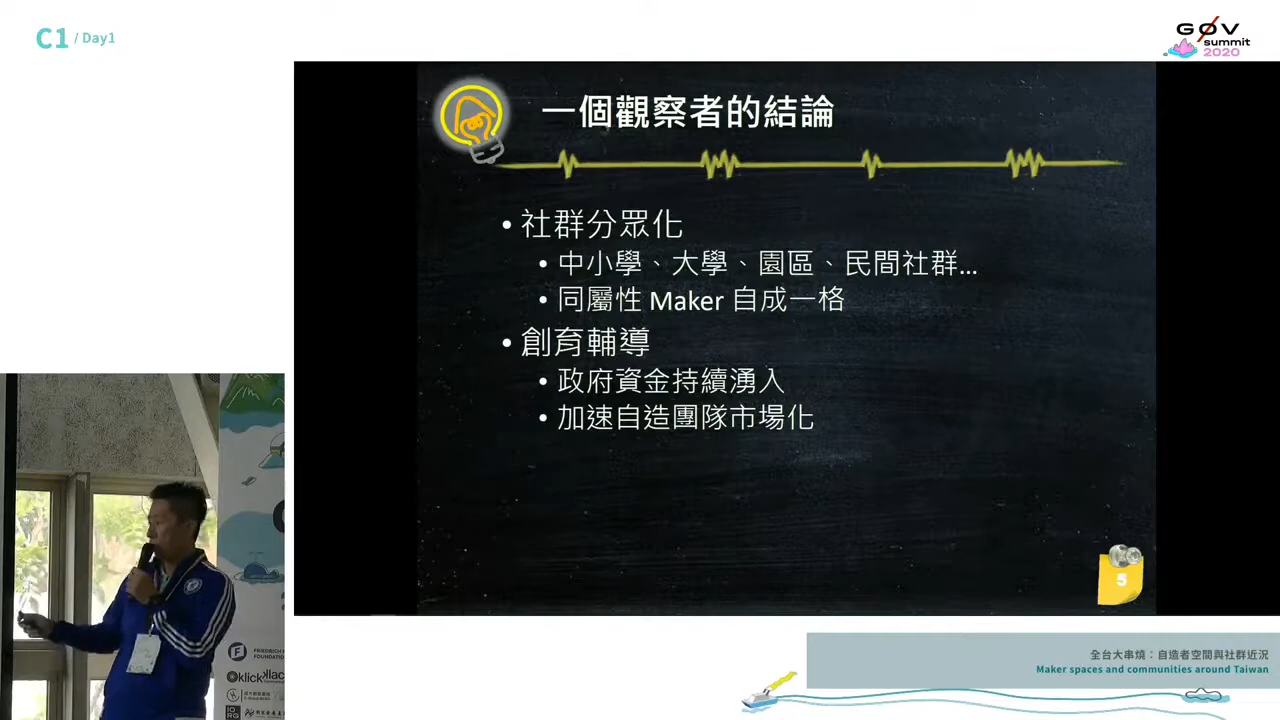 C1 / Day1
GØV
summit
2020
一個觀察者的結論
• 社群分眾化
• 中小學、大學、園區、民間社群...
• 同屬性 Maker 自成一格
• 創育輔導
• 政府資金持續湧入
• 加速自造團隊市場化
5
FRIEDRICH
FOUNDATION
klick
全台大串燒：自造者空間與社群近況
Maker spaces and communities around Taiwan